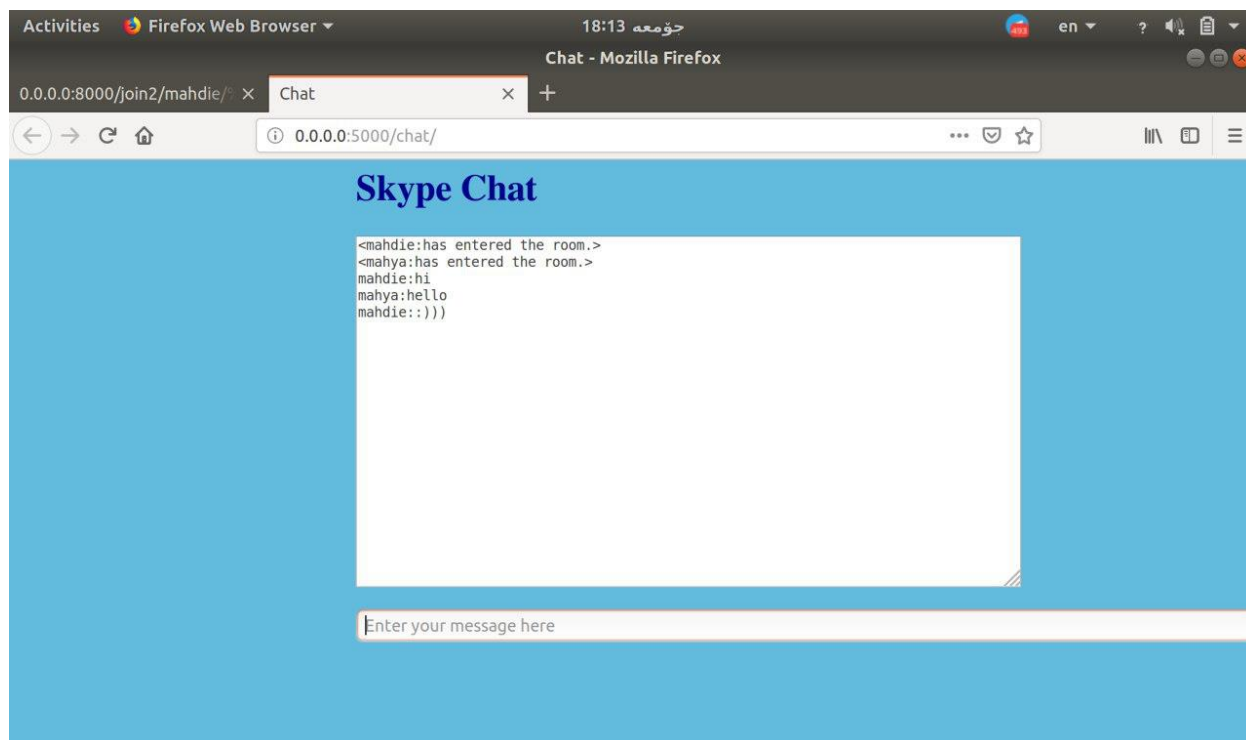 Activities Firefox Web Browser 18:13 جؤمعه 493 en ?
Chat - Mozilla Firefox
0.0.0.0:8000/join2/mahdie/ Chat
0.0.0.0:5000/chat/
Skype Chat
<mahdie:has entered the room.>
<mahya:has entered the room.>
mahdie:hi
mahya:hello
mahdie::)))
Enter your message here